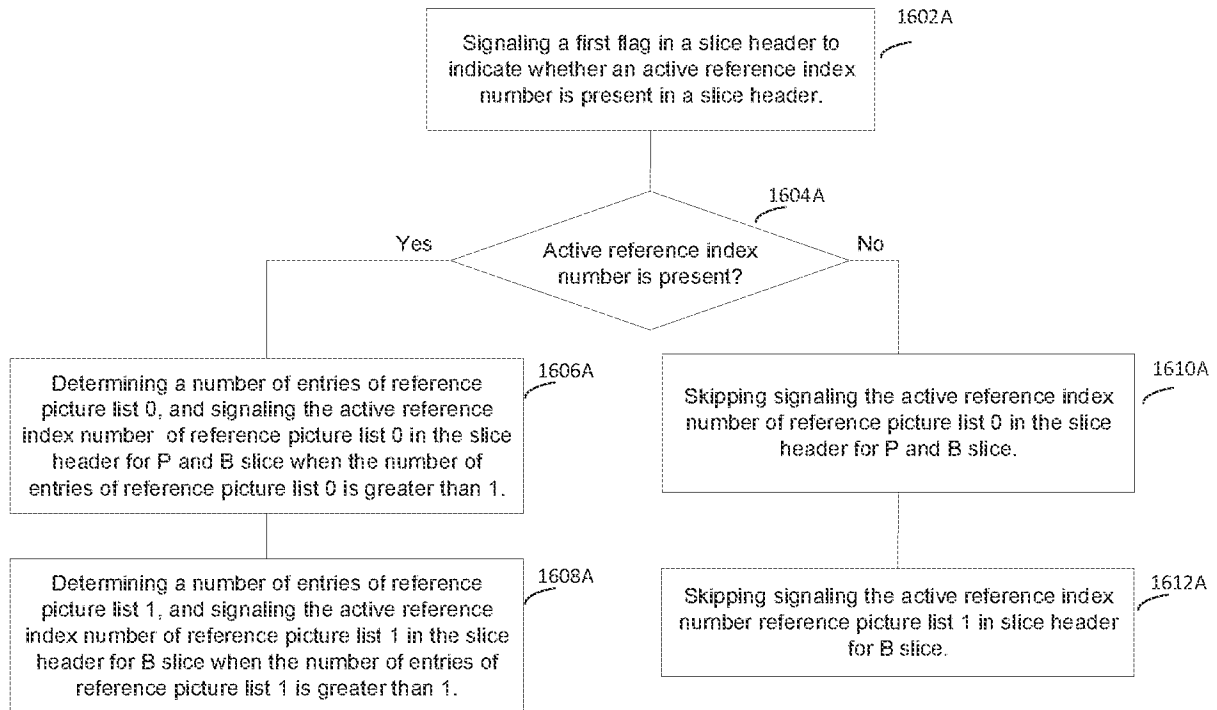 1602A
Signaling a first flag in a slice header to
indicate whether an active reference index
number is present in a slice header.
1604A
Yes
Active reference index
number is present?
No
1606A
Determining a number of entries of reference
picture list 0, and signaling the active reference
index number of reference picture list 0 in the slice
header for P and B slice when the number of
entries of reference picture list 0 is greater than 1.
1610A
Skipping signaling the active reference index
number of reference picture list 0 in the slice
header for P and B slice.
1608A
Determining a number of entries of reference
picture list 1, and signaling the active reference
index number of reference picture list 1 in the slice
header for B slice when the number of entries of
reference picture list 1 is greater than 1.
1612A
Skipping signaling the active reference index
number reference picture list 1 in slice header
for B slice.